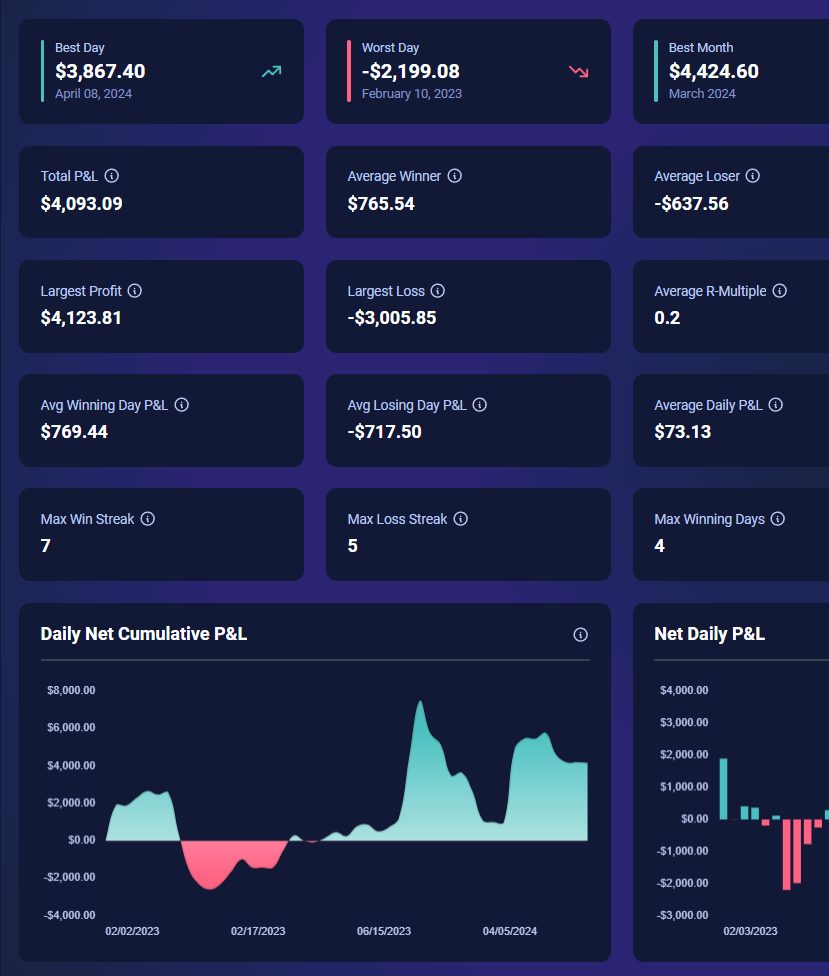 Best Day
$3,867.40
April 08, 2024
Worst Day
-$2,199.08
February 10, 2023
Best Month
$4,424.60
March 2024
Total P&L
$4,093.09
Average Winner
$765.54
Average Loser
-$637.56
Largest Profit
$4,123.81
Largest Loss
-$3,005.85
Average R-Multiple
0.2
Avg Winning Day P&L
$769.44
Avg Losing Day P&L
-$717.50
Average Daily P&L
$73.13
Max Win Streak
7
Max Loss Streak
5
Max Winning Days
4
Daily Net Cumulative P&L
$8,000.00
$6,000.00
$4,000.00
$2,000.00
$0.00
-$2,000.00
-$4,000.00
02/02/2023
02/17/2023
06/15/2023
04/05/2024
Net Daily P&L
$4,000.00
$3,000.00
$2,000.00
$1,000.00
$0.00
-$1,000.00
-$2,000.00
-$3,000.00
02/03/2023